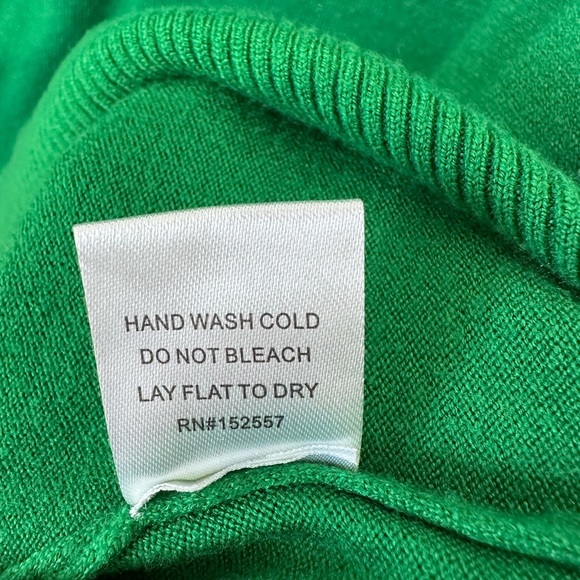 HAND WASH COLD
DO NOT BLEACH
LAY FLAT TO DRY
RN#152557